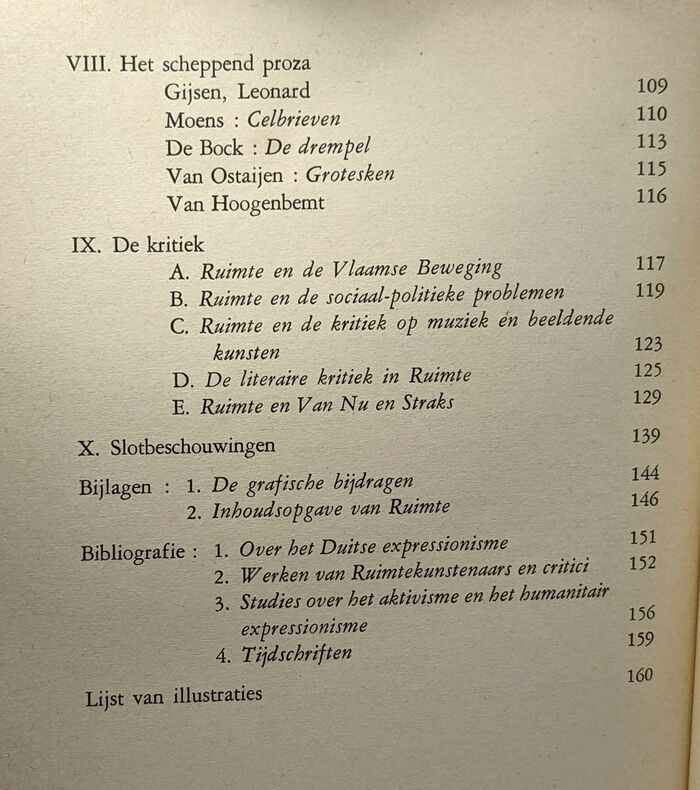 VIII. Het scheppend proza
Gijsen, Leonard 109
Moens : Celbrieven 110
De Bock : De drempel 113
Van Ostaijen : Grotesken 115
Van Hoogenbemt 116
IX. De kritiek
A. Ruimte en de Vlaamse Beweging 117
B. Ruimte en de sociaal-politieke problemen 119
C. Ruimte en de kritiek op muziek én beeldende
kunsten 123
D. De literaire kritiek in Ruimte 125
E. Ruimte en Van Nu en Straks 129
X. Slotbeschouwingen 139
Bijlagen : 1. De grafische bijdragen 144
2. Inhoudsopgave van Ruimte 146
Bibliografie : 1. Over het Duitse expressionisme 151
2. Werken van Ruimtekunstenaars en critici 152
3. Studies over het aktivisme en het humanitair
expressionisme 156
4. Tijdschriften 159
Lijst van illustraties 160